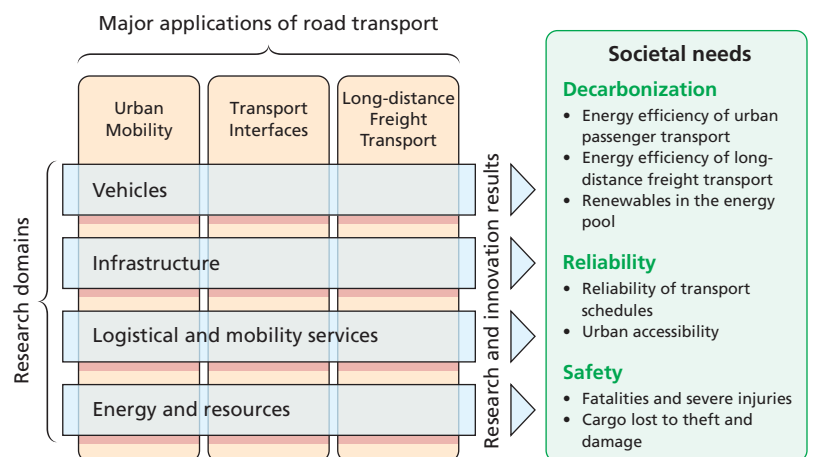 Major applications of road transport
Urban
Mobility
Transport
Interfaces
Long-distance
Freight
Transport
Research domains
Vehicles
Infrastructure
Logistical and mobility services
Energy and resources
Research and innovation results
Societal needs
Decarbonization
• Energy efficiency of urban
passenger transport
• Energy efficiency of long-
distance freight transport
• Renewables in the energy
pool
Reliability
• Reliability of transport
schedules
• Urban accessibility
Safety
• Fatalities and severe injuries
• Cargo lost to theft and
damage